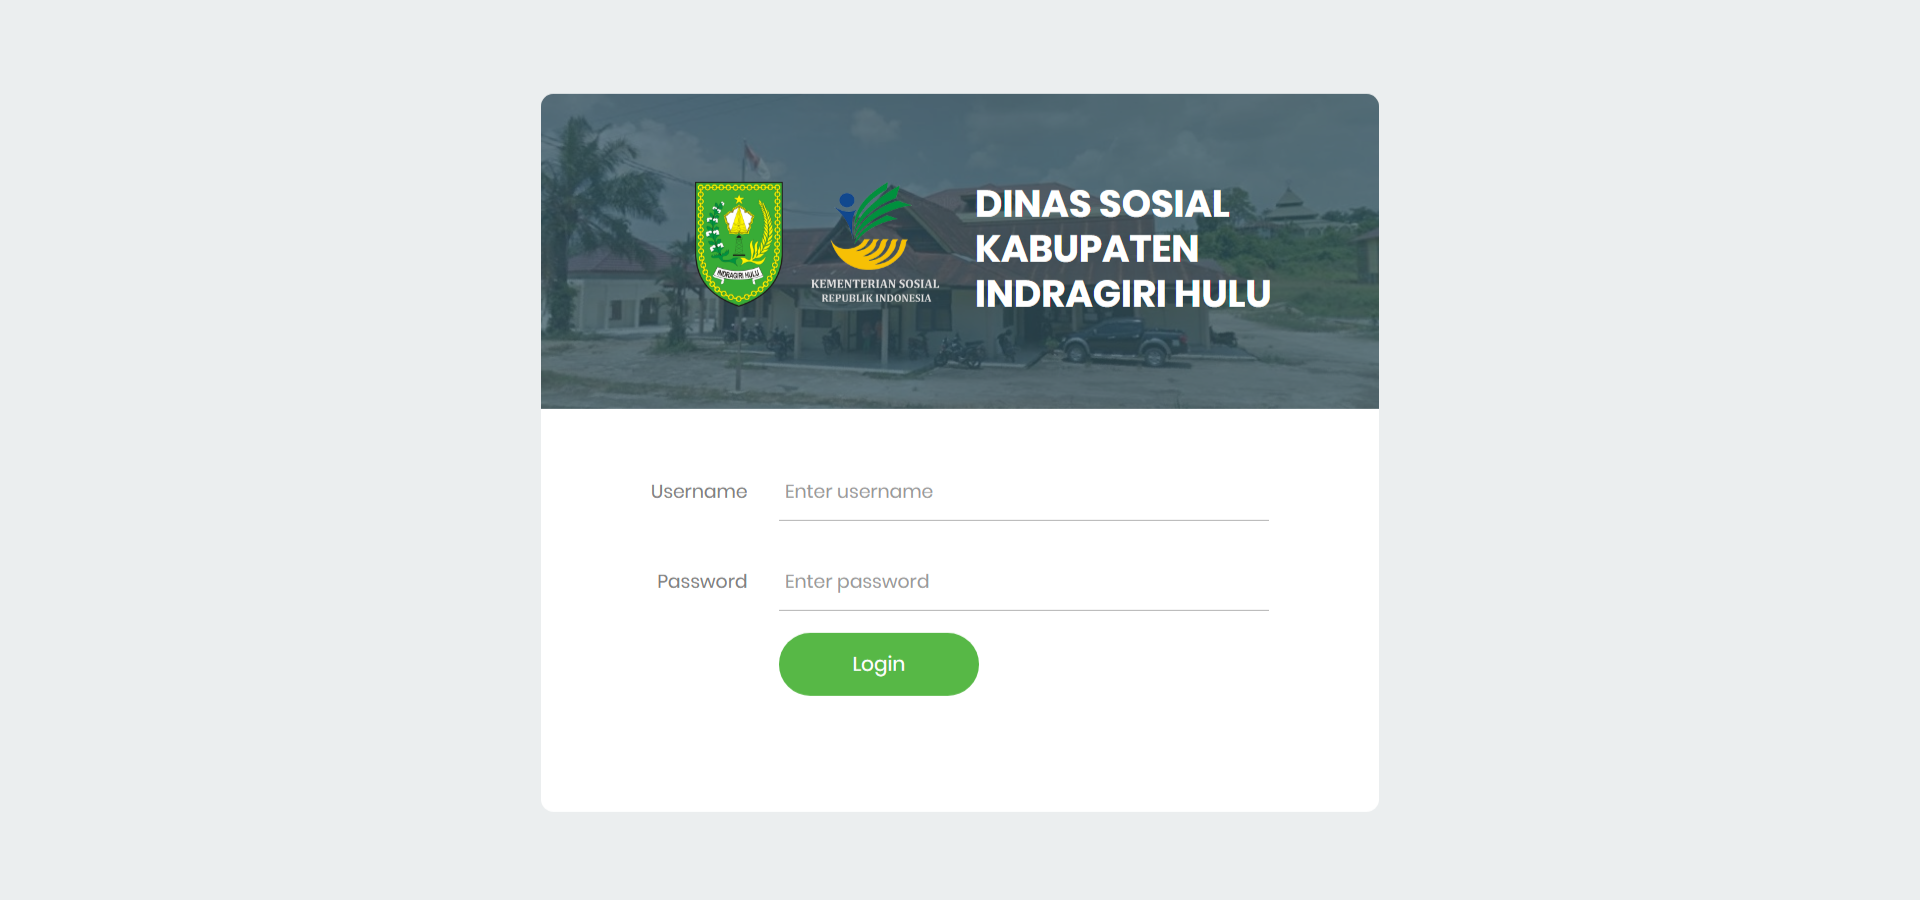 INDRAGIRI HULU
KEMENTERIAN SOSIAL
REPUBLIK INDONESIA
DINAS SOSIAL
KABUPATEN
INDRAGIRI HULU
Username
Enter username
Password
Enter password
Login